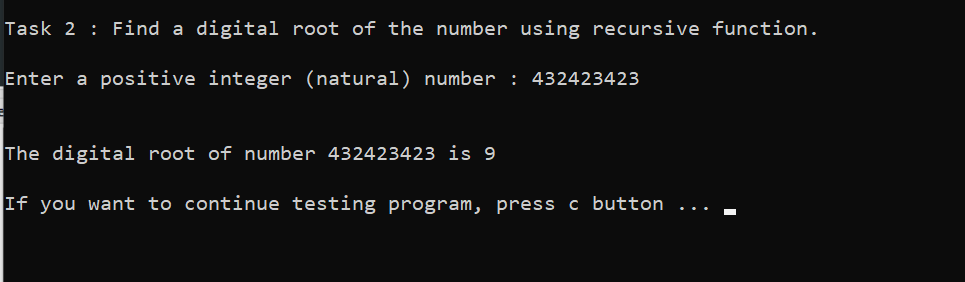 Task 2 : Find a digital root of the number using recursive function.
Enter a positive integer (natural) number : 432423423
The digital root of number 432423423 is 9
If you want to continue testing program, press c button ...